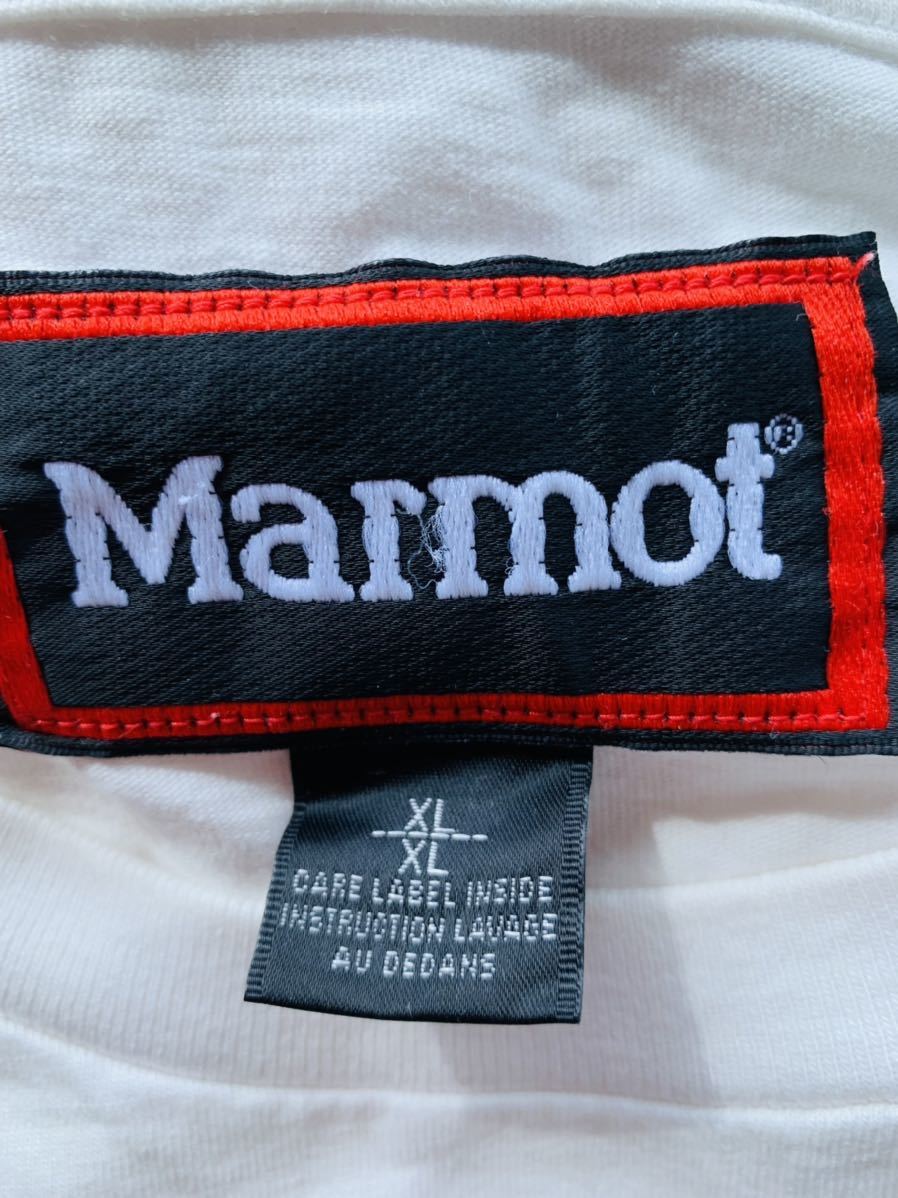 Marmot®
XL
XL
CARE LABEL INSIDE
INSTRUCTION LAVAGE
AU DEDANS